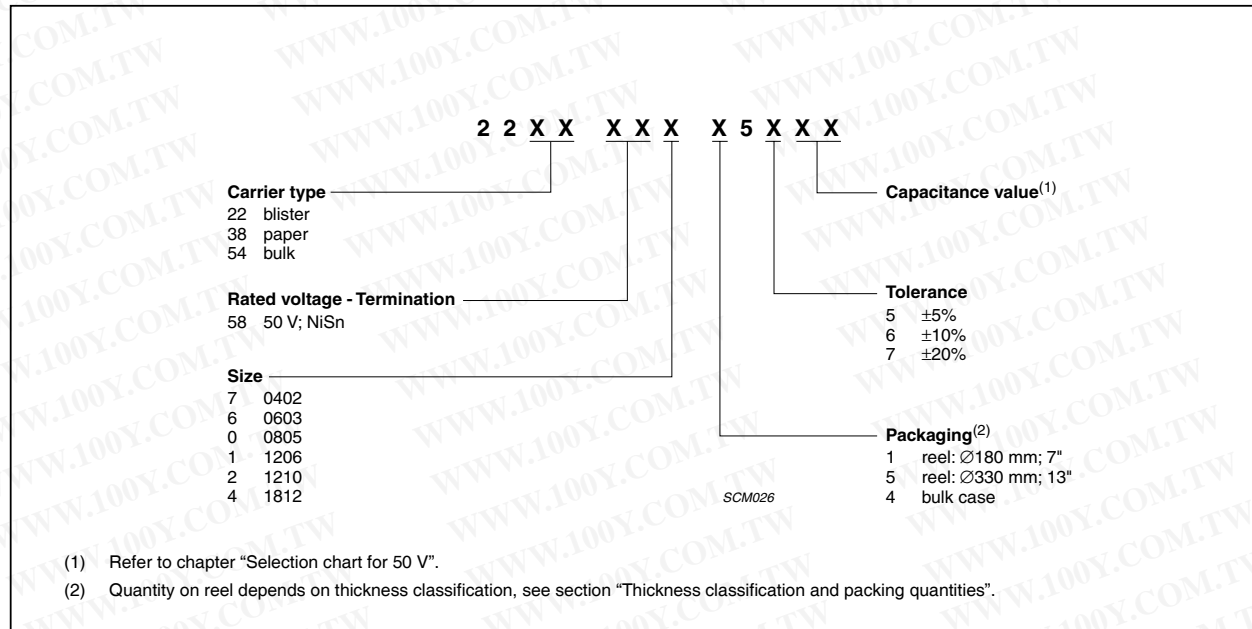 2 2 X X X X X X 5 X X X
Carrier type
22 blister
38 paper
54 bulk
Rated voltage - Termination
58 50 V; NiSn
Size
7 0402
6 0603
0 0805
1 1206
2 1210
4 1812
Capacitance value(1)
Tolerance
5 ±5%
6 ±10%
7 ±20%
Packaging(2)
1 reel: ∅180 mm; 7"
5 reel: ∅330 mm; 13"
4 bulk case
SCM026
(1) Refer to chapter “Selection chart for 50 V”.
(2) Quantity on reel depends on thickness classification, see section “Thickness classification and packing quantities”.
WWW.100Y.COM.TW